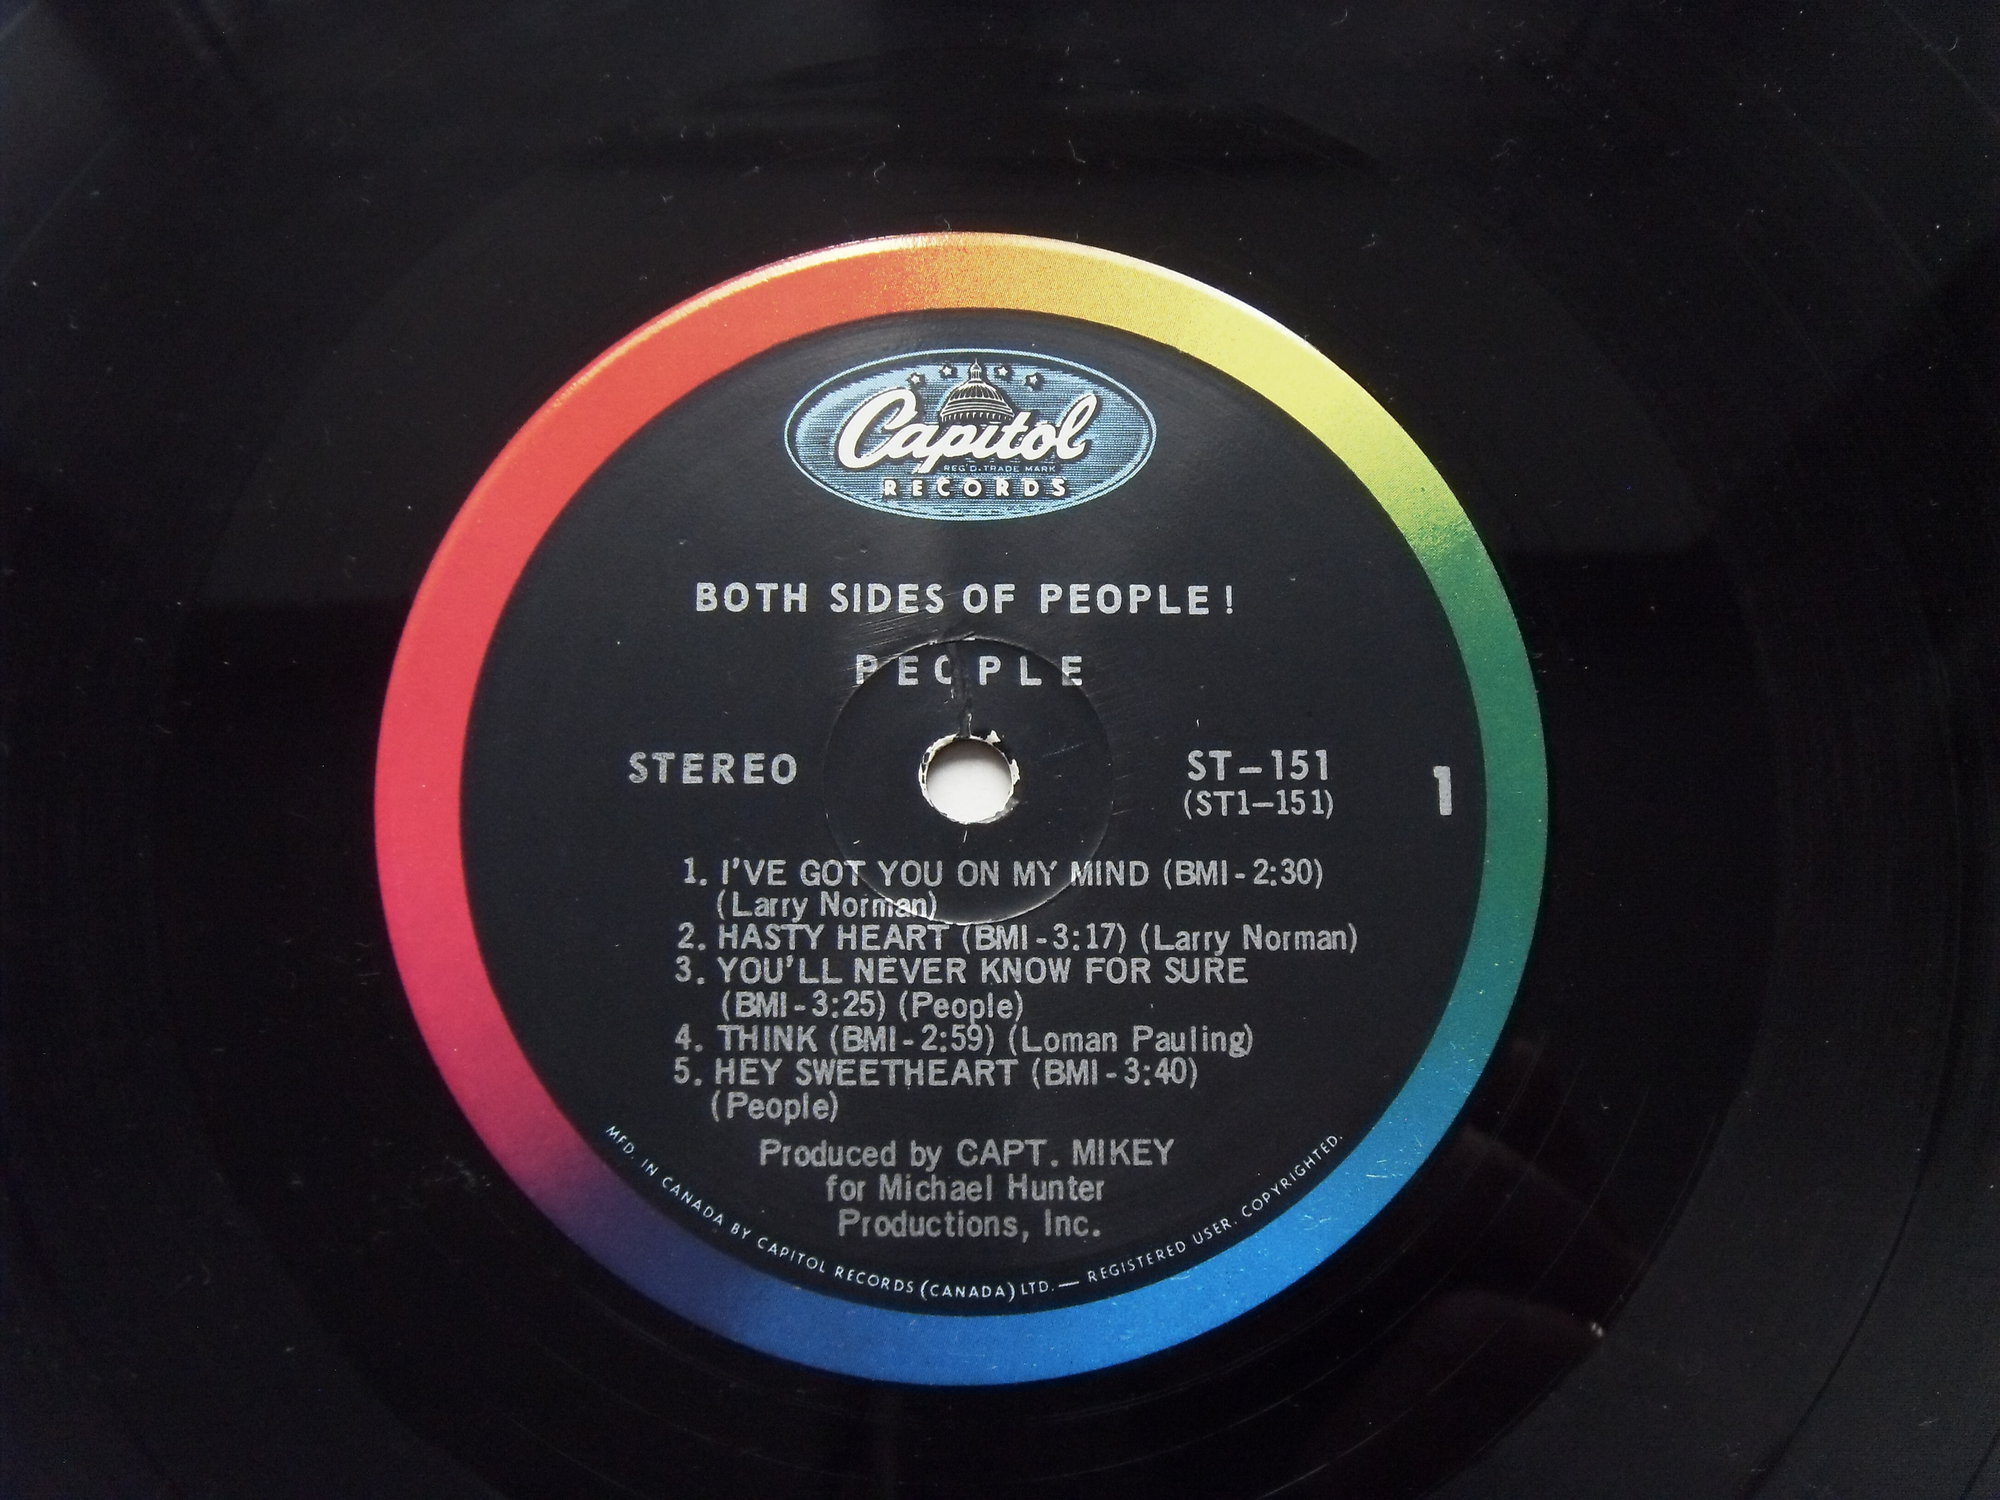 Capitol
REG'D. TRADE MARK
RECORDS
BOTH SIDES OF PEOPLE!
PEOPLE
STEREO
ST-151
(ST1-151)
1
1. I'VE GOT YOU ON MY MIND (BMI-2:30)
(Larry Norman)
2. HASTY HEART (BMI-3:17) (Larry Norman)
3. YOU'LL NEVER KNOW FOR SURE
(BMI-3:25) (People)
4. THINK (BMI-2:59) (Loman Pauling)
5. HEY SWEETHEART (BMI-3:40)
(People)
Produced by CAPT. MIKEY
for Michael Hunter
Productions, Inc.
MFD. IN CANADA BY CAPITOL RECORDS (CANADA) LTD. — REGISTERED USER. COPYRIGHTED.